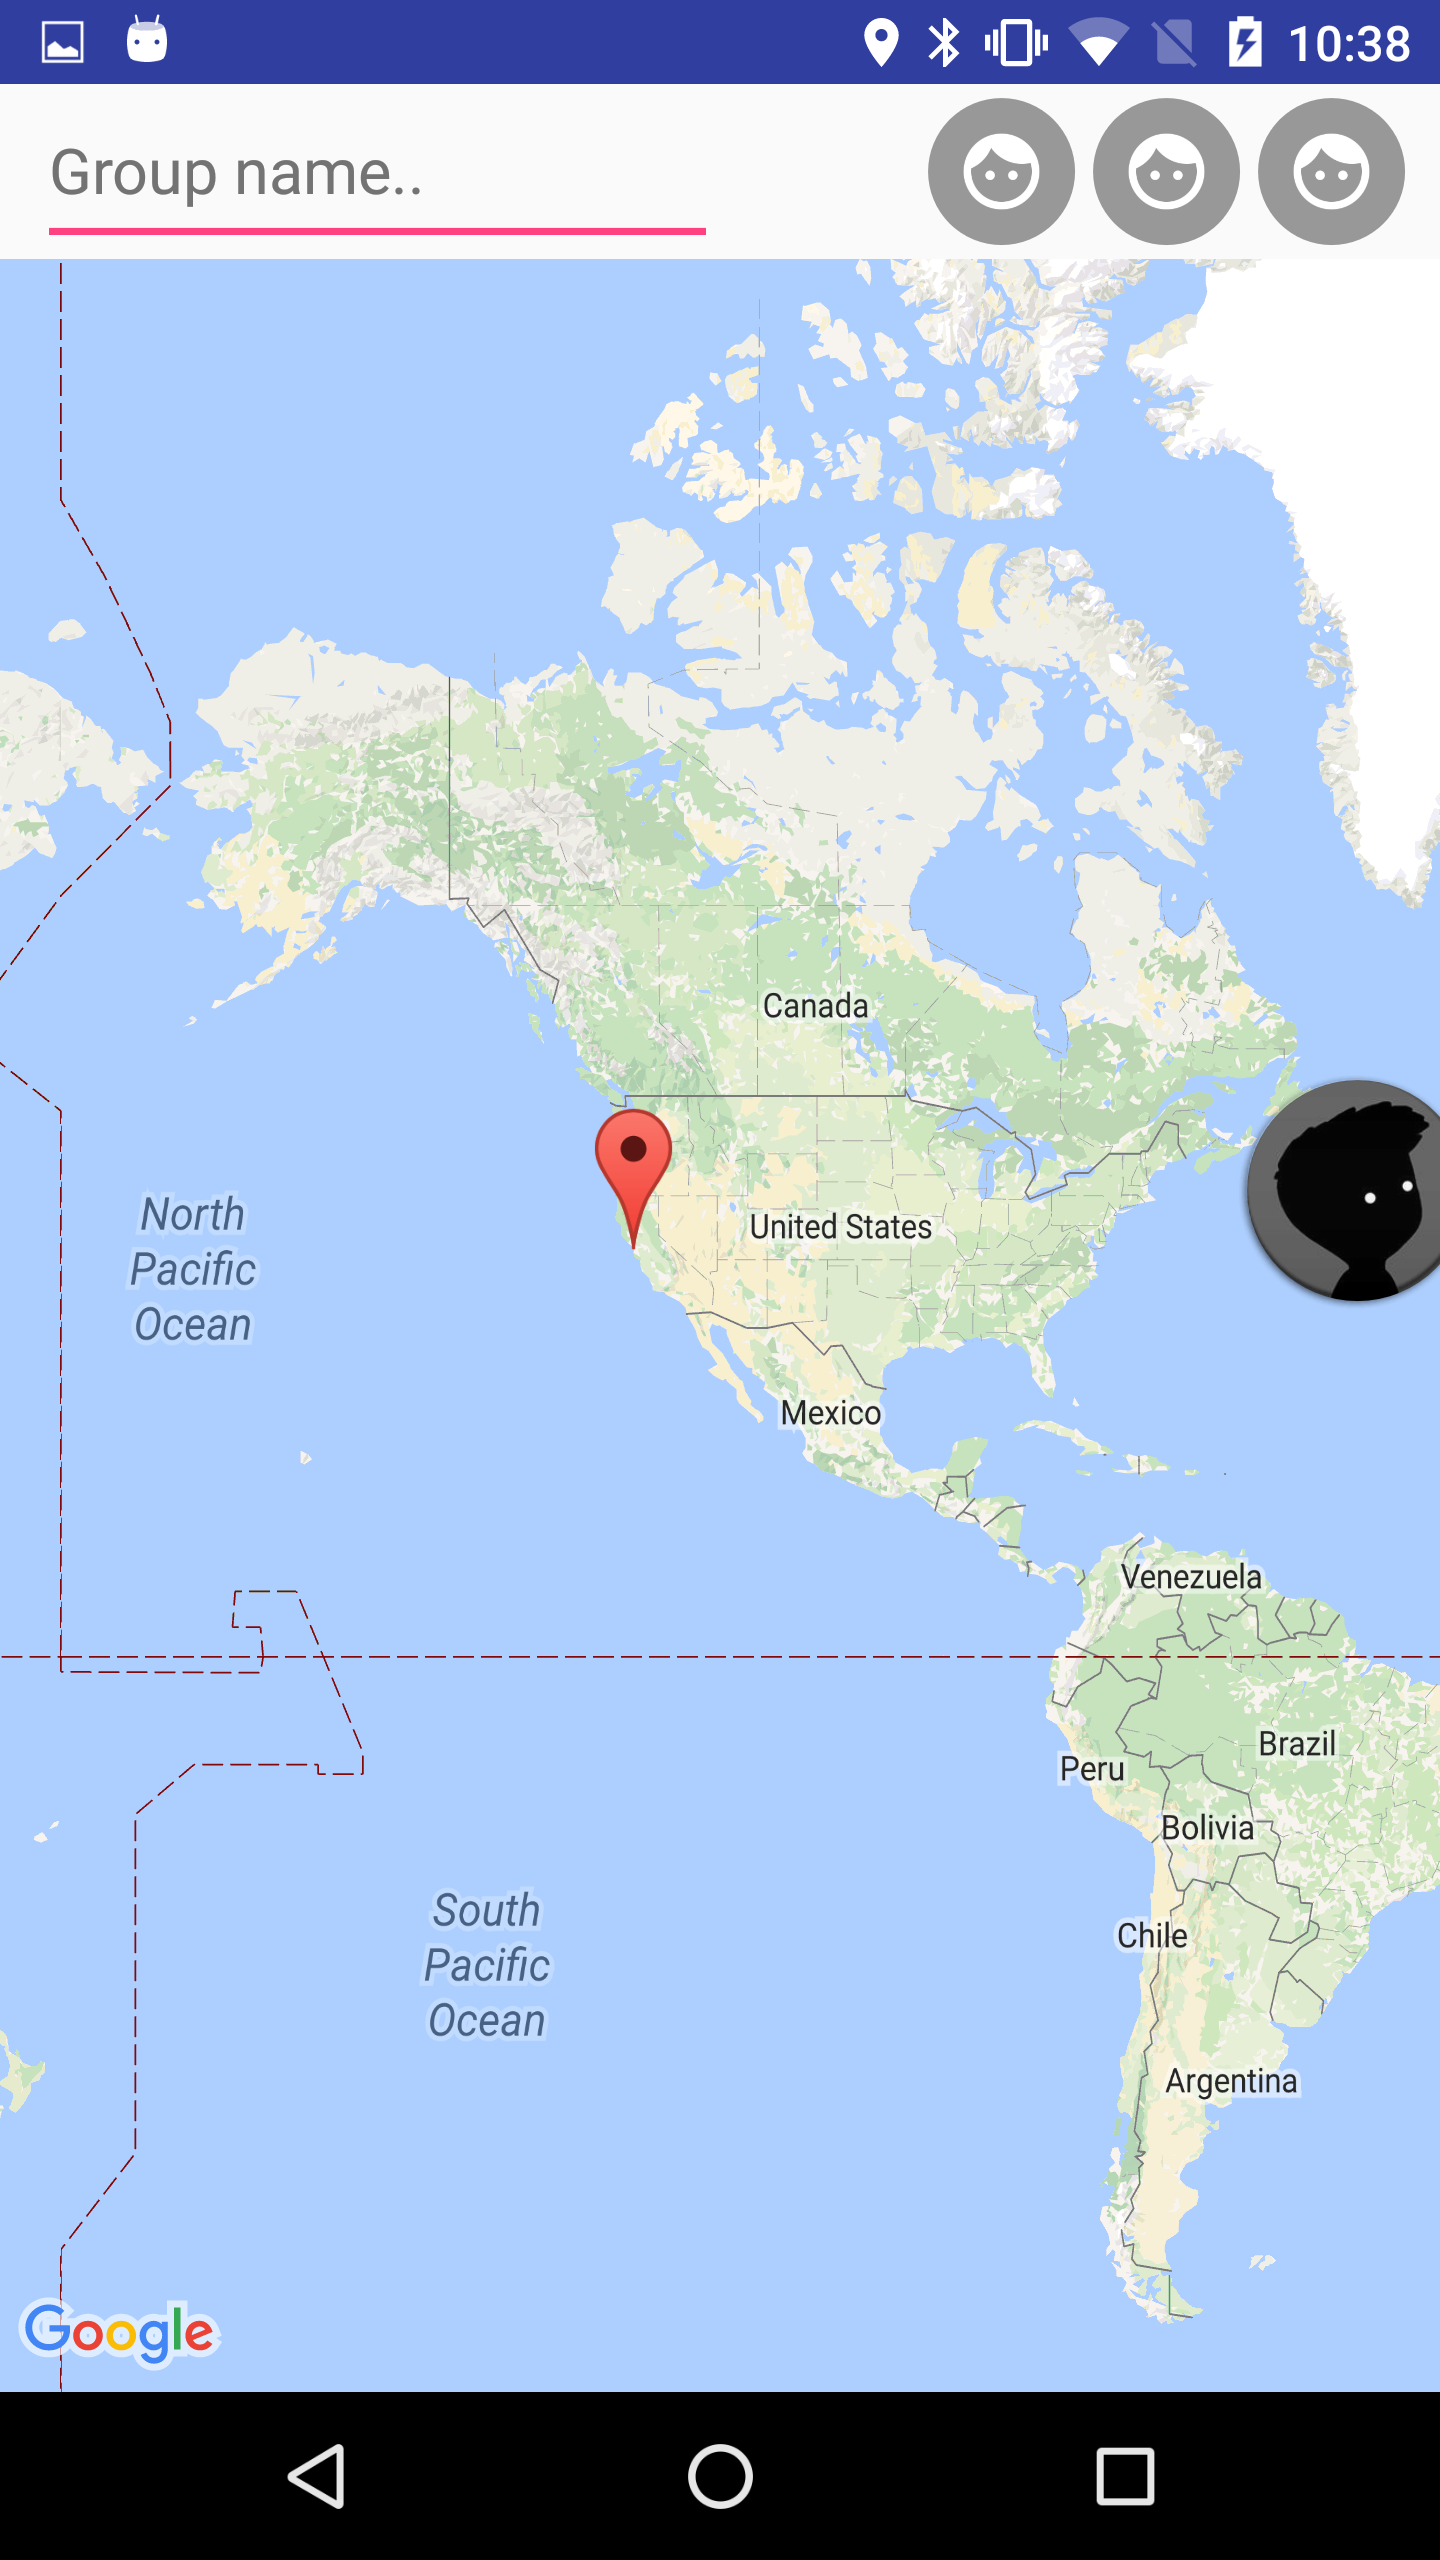 10:38
Group name..
Canada
United States
North
Pacific
Ocean
Mexico
Venezuela
Brazil
Peru
Bolivia
South
Pacific
Ocean
Chile
Argentina
Google